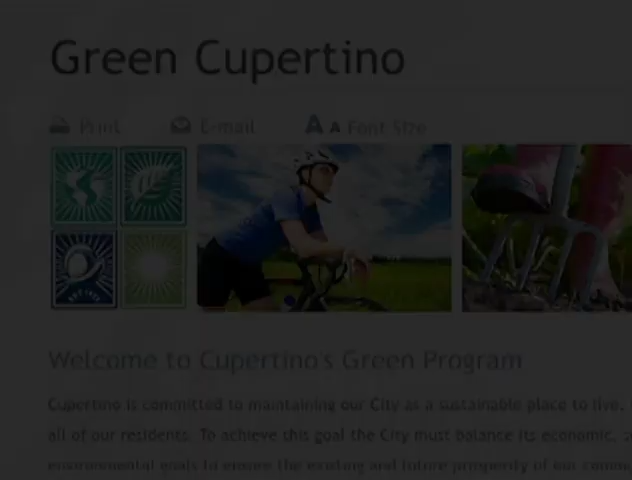 Green Cupertino
Print E-mail A A Font Size
Welcome to Cupertino's Green Program
Cupertino is committed to maintaining our City as a sustainable place to live,
all of our residents. To achieve this goal the City must balance its economic,
environmental goals to ensure the existing and future prosperity of our